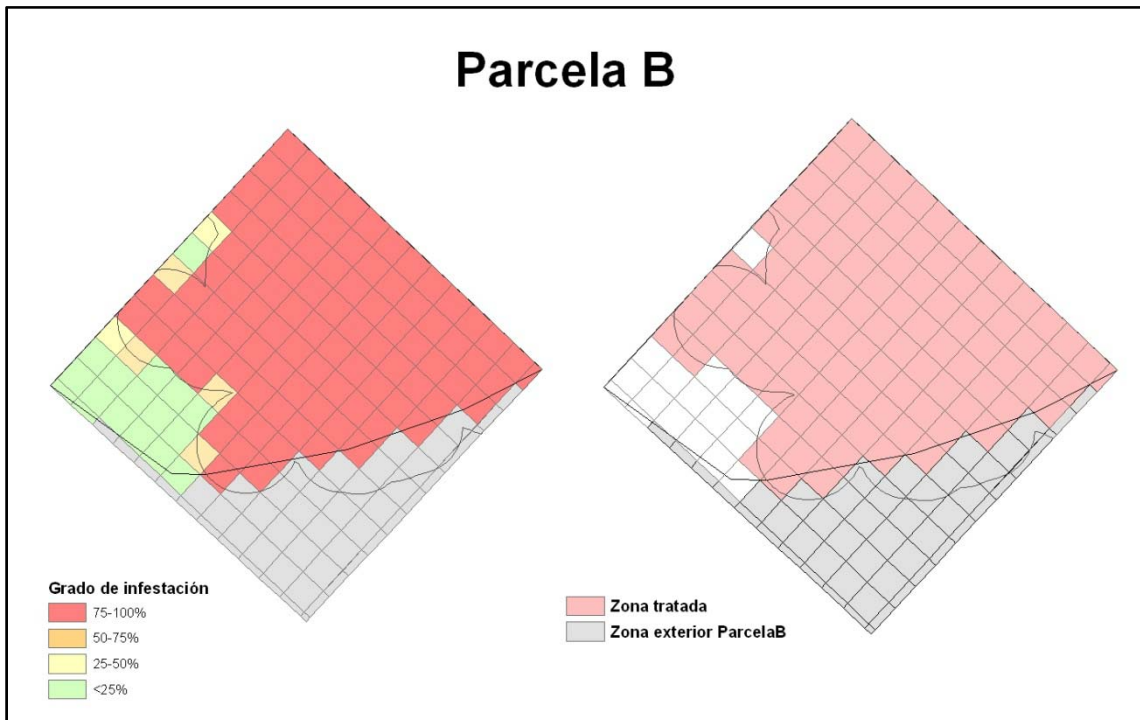 Parcela B
Grado de infestación
75-100%
50-75%
25-50%
<25%
Zona tratada
Zona exterior ParcelaB